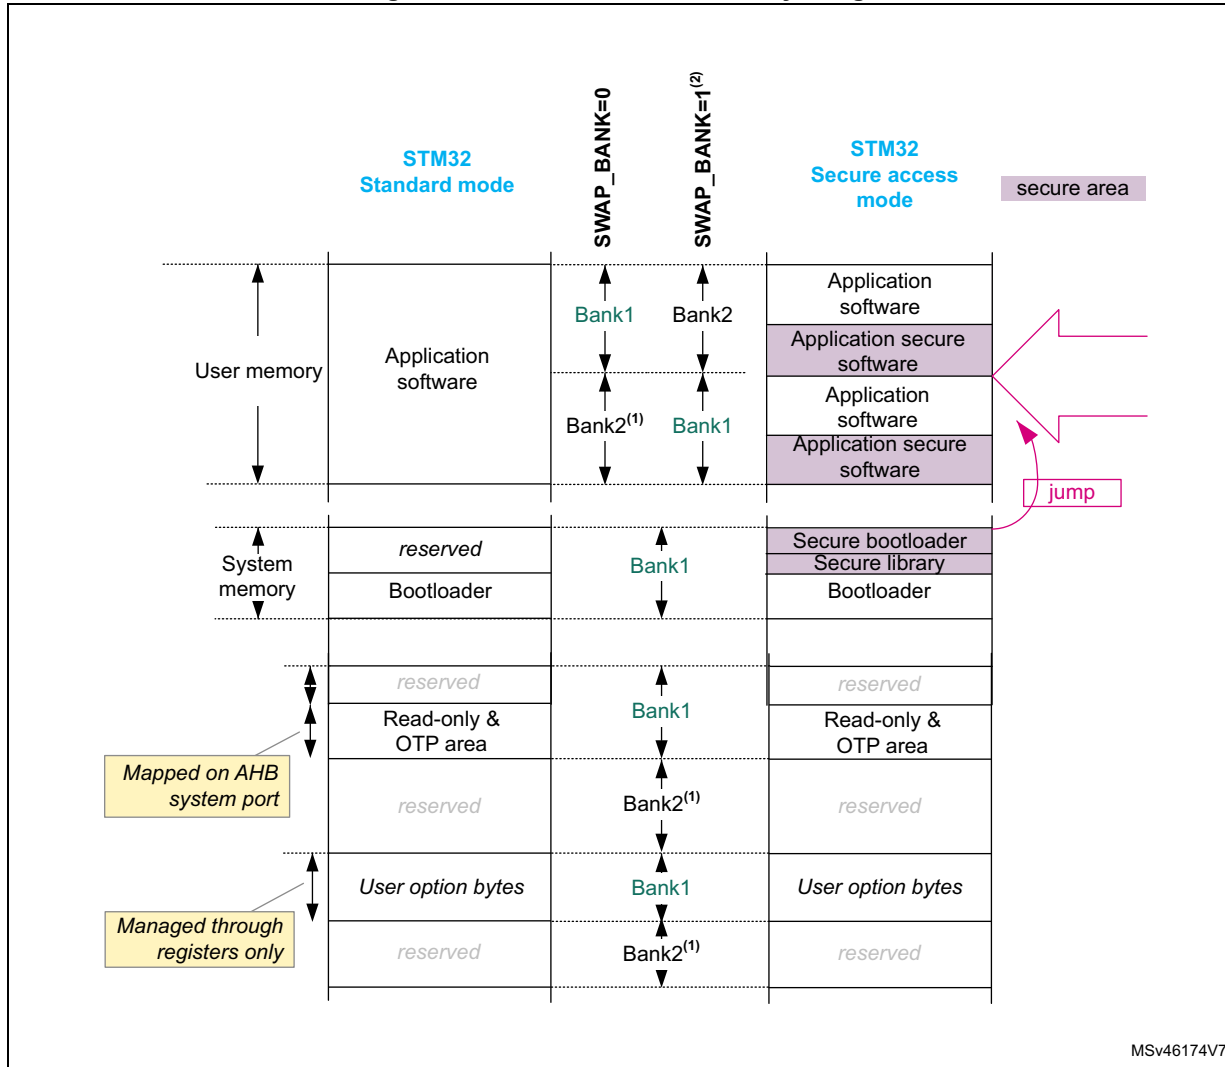 SWAP_BANK=0
SWAP_BANK=1(2)
STM32
Standard mode
STM32
Secure access
mode
secure area
User memory
Application
software
Bank1
Bank2
Bank2(1)
Bank1
Application
software
Application secure
software
Application
software
Application secure
software
jump
System
memory
reserved
Bootloader
Bank1
Secure bootloader
Secure library
Bootloader
reserved
Read-only &
OTP area
Bank1
reserved
Read-only &
OTP area
Mapped on AHB
system port
reserved
Bank2(1)
reserved
User option bytes
Bank1
User option bytes
Managed through
registers only
reserved
Bank2(1)
reserved
MSv46174V7